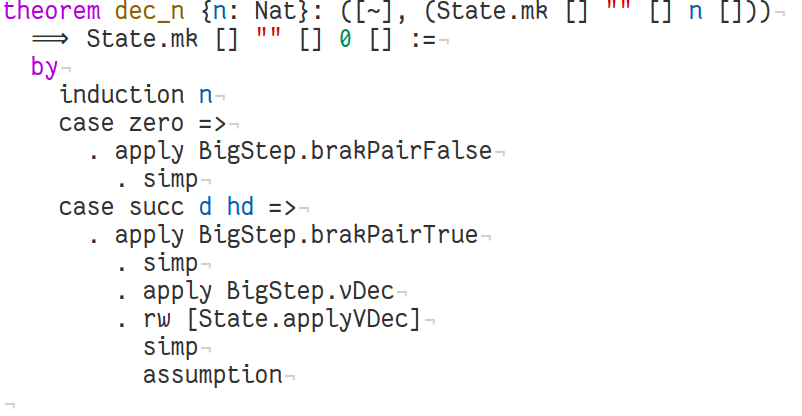 theorem dec_n {n: Nat}: ([~], (State.mk [] "" [] n []))
  ⟹ State.mk [] "" [] 0 [] :=¬
  by¬
    induction n¬
    case zero =>¬
      . apply BigStep.brakPairFalse¬
        . simp¬
    case succ d hd =>¬
      . apply BigStep.brakPairTrue¬
        . simp¬
        . apply BigStep.vDec¬
        . rw [State.applyVDec]¬
          simp¬
          assumption¬
¬